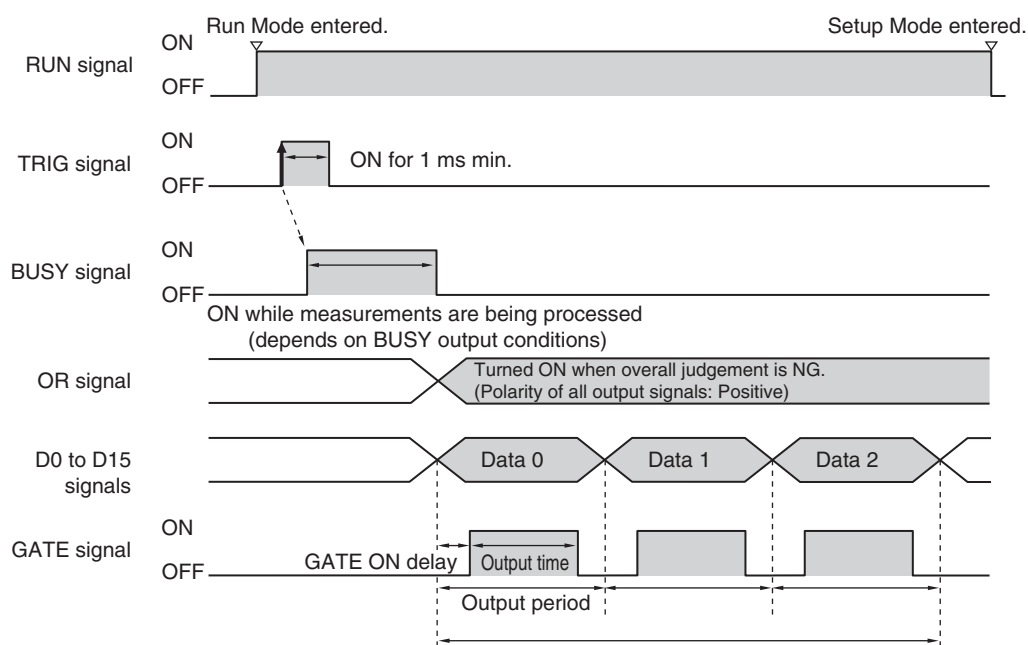 Run Mode entered.
Setup Mode entered.
ON
RUN signal
OFF
ON
TRIG signal
ON for 1 ms min.
OFF
ON
BUSY signal
OFF
ON while measurements are being processed
(depends on BUSY output conditions)
OR signal
Turned ON when overall judgement is NG.
(Polarity of all output signals: Positive)
D0 to D15
signals
Data 0
Data 1
Data 2
ON
GATE signal
GATE ON delay
Output time
OFF
Output period